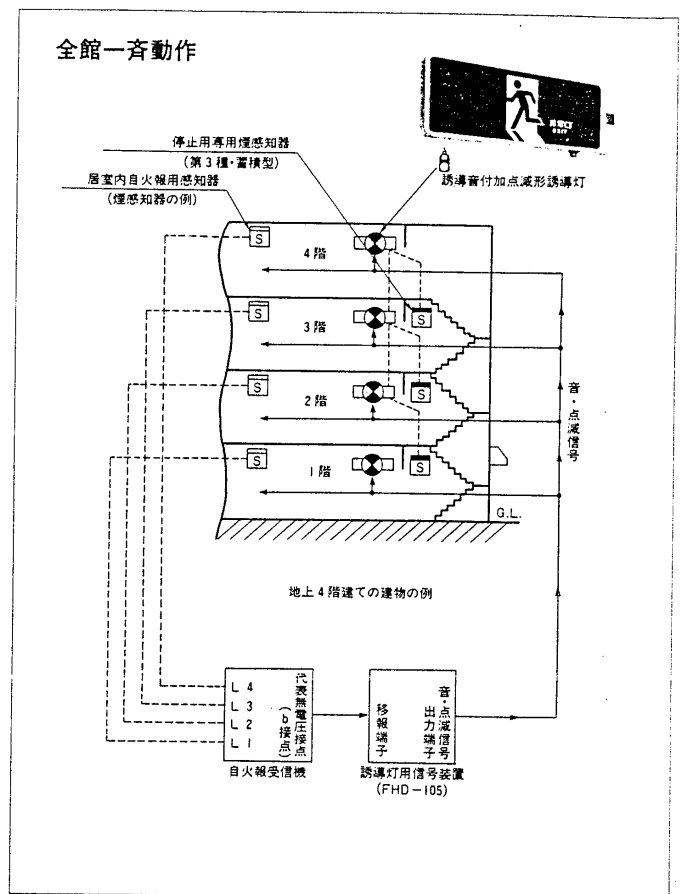 全館一斉動作
停止用専用煙感知器
(第3種・蓄積型)
居室内自火報用感知器
(煙感知器の例)
誘導音付加点滅形誘導灯
S
4階
S
3階
S
S
2階
S
S
1階
S
G.L.
音・点滅信号
地上4階建ての建物の例
L 4
L 3
L 2
L 1
代表無電圧接点
(b接点)
自火報受信機
移報端子
音・点滅信号
出力端子
誘導灯用信号装置
(FHD-105)